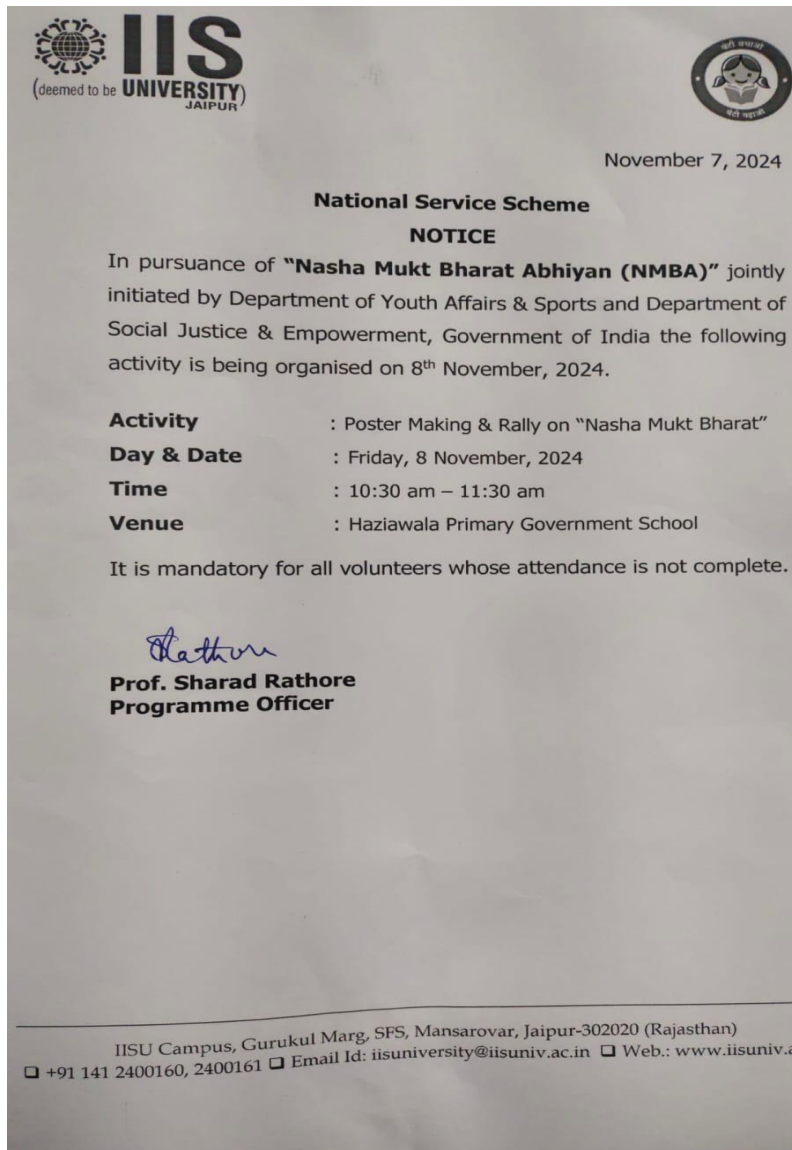 IIS
(deemed to be UNIVERSITY)
JAIPUR
बेटी बचाओ
बेटी पढ़ाओ
November 7, 2024
National Service Scheme
NOTICE
In pursuance of “Nasha Mukt Bharat Abhiyan (NMBA)” jointly
initiated by Department of Youth Affairs & Sports and Department of
Social Justice & Empowerment, Government of India the following
activity is being organised on 8th November, 2024.
Activity : Poster Making & Rally on “Nasha Mukt Bharat”
Day & Date : Friday, 8 November, 2024
Time : 10:30 am – 11:30 am
Venue : Haziawala Primary Government School
It is mandatory for all volunteers whose attendance is not complete.
Rathore
Prof. Sharad Rathore
Programme Officer
IISU Campus, Gurukul Marg, SFS, Mansarovar, Jaipur-302020 (Rajasthan)
+91 141 2400160, 2400161 Email Id: iisuniversity@iisuniv.ac.in Web.: www.iisuniv.a